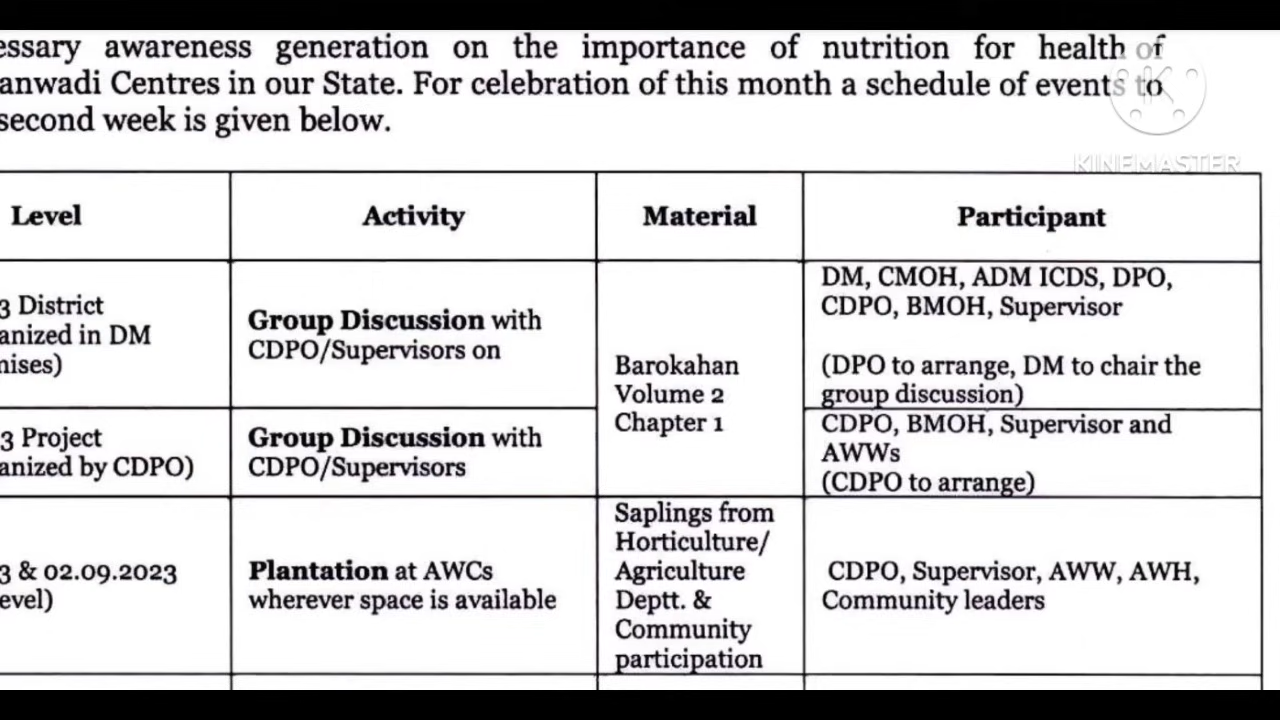 essary awareness generation on the importance of nutrition for health of
anwadi Centres in our State. For celebration of this month a schedule of events to
second week is given below.
KINEMASTER
Level
Activity
Material
Participant
3 District
anized in DM
nises)
Group Discussion with
CDPO/Supervisors on
Barokahan
Volume 2
Chapter 1
DM, CMOH, ADM ICDS, DPO,
CDPO, BMOH, Supervisor
(DPO to arrange, DM to chair the
group discussion)
3 Project
anized by CDPO)
Group Discussion with
CDPO/Supervisors
CDPO, BMOH, Supervisor and
AWWs
(CDPO to arrange)
3 & 02.09.2023
evel)
Plantation at AWCs
wherever space is available
Saplings from
Horticulture/
Agriculture
Deptt. &
Community
participation
CDPO, Supervisor, AWW, AWH,
Community leaders